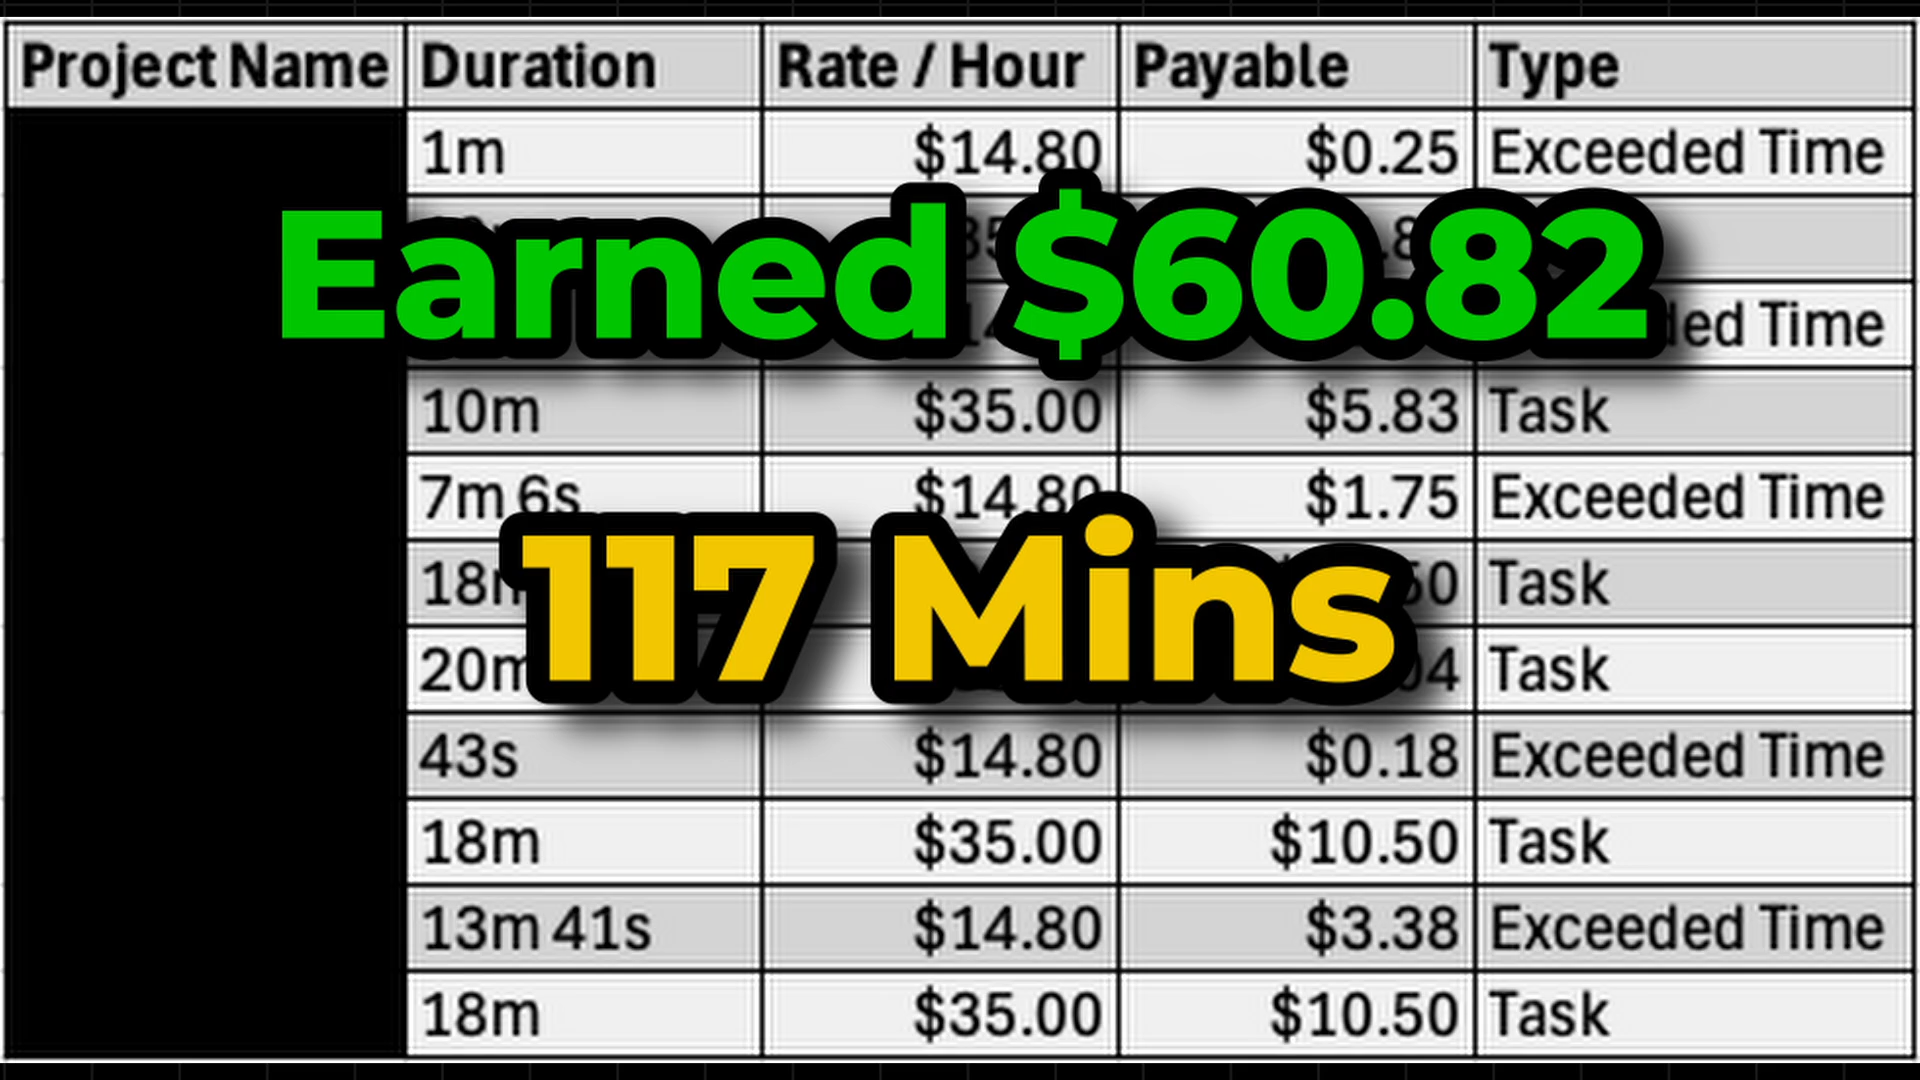 Project Name Duration Rate / Hour Payable Type
1m $14.80 $0.25 Exceeded Time
Earned $60.82
Time
10m $35.00 $5.83 Task
7m 6s $14.80 $1.75 Exceeded Time
117 Mins
Task
Task
43s $14.80 $0.18 Exceeded Time
18m $35.00 $10.50 Task
13m 41s $14.80 $3.38 Exceeded Time
18m $35.00 $10.50 Task